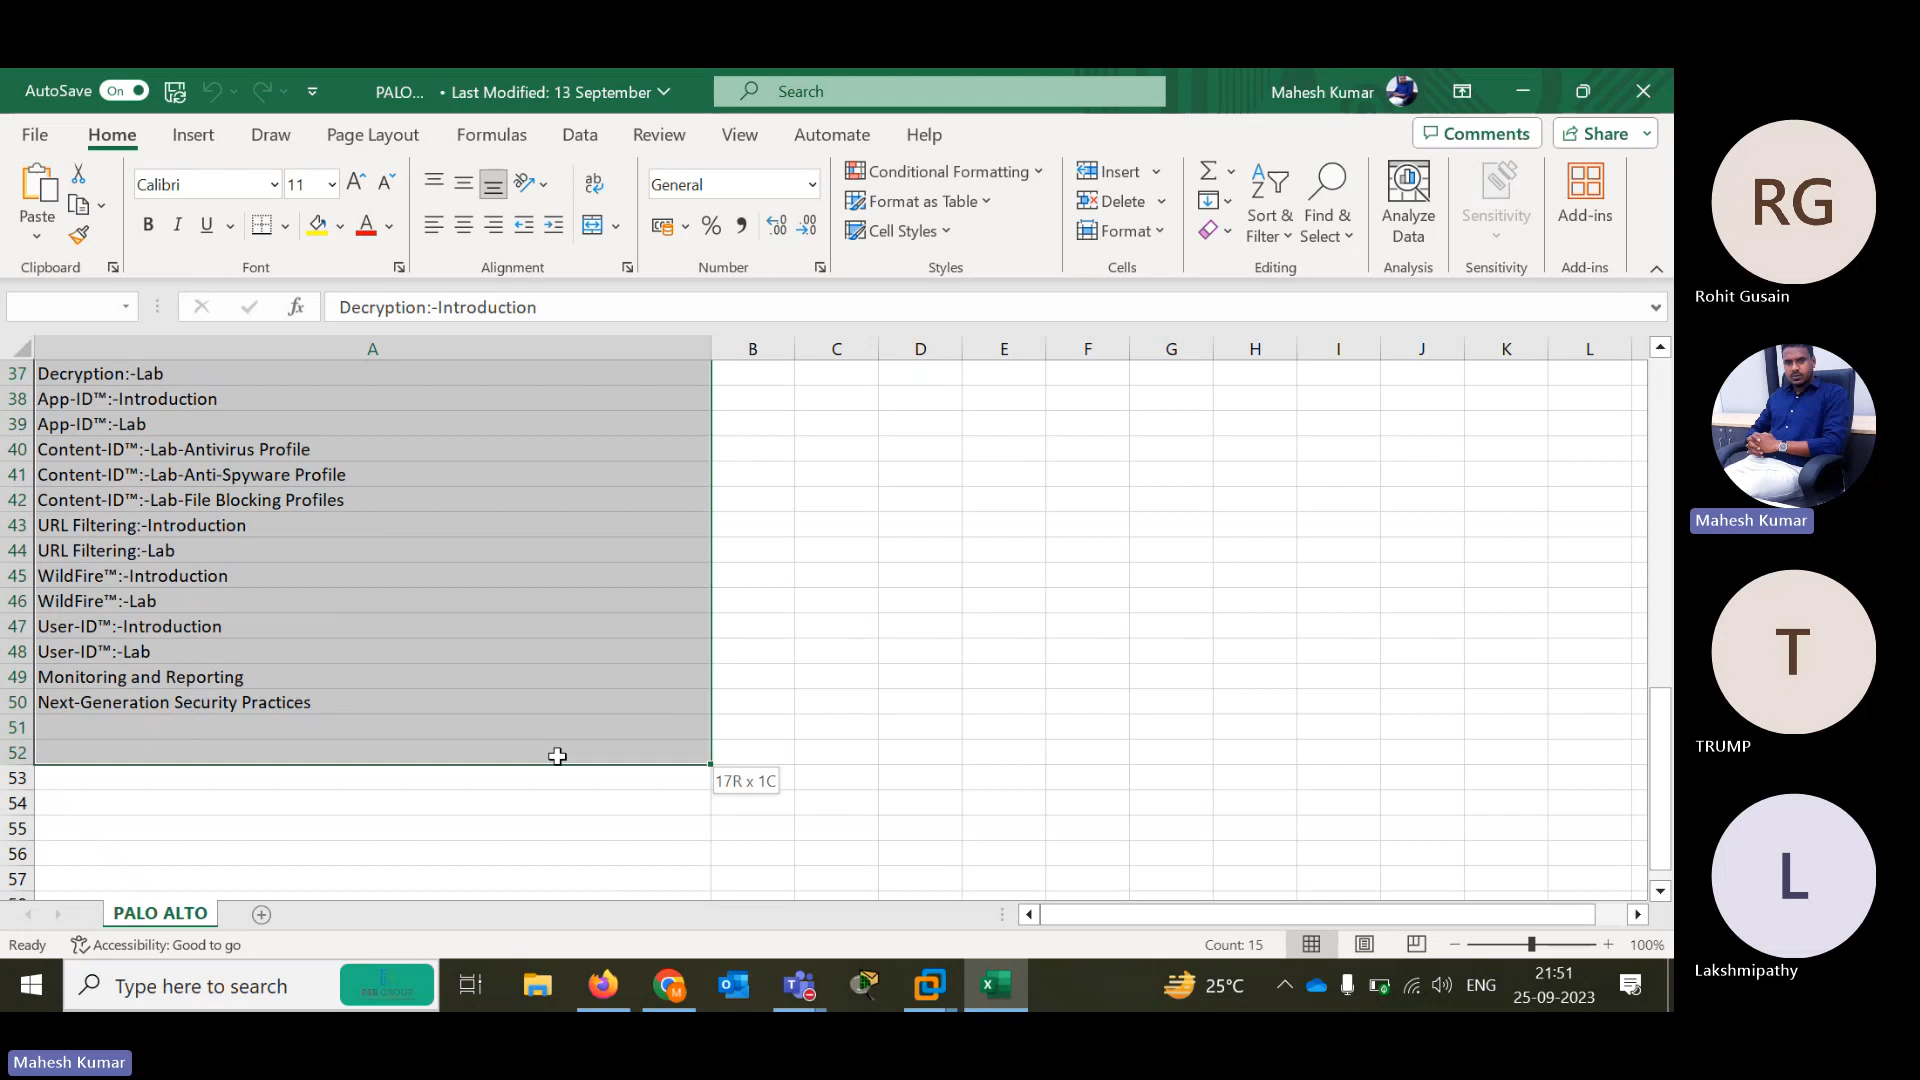 AutoSave On PALO... • Last Modified: 13 September Search Mahesh Kumar
File Home Insert Draw Page Layout Formulas Data Review View Automate Help Comments Share
Paste Calibri 11 General Conditional Formatting Format as Table Cell Styles Insert Delete Format Sort & Filter Find & Select Analyze Data Sensitivity Add-ins
Clipboard Font Alignment Number Styles Cells Editing Analysis Sensitivity Add-ins
Decryption:-Introduction
A B C D E F G H I J K L
37 Decryption:-Lab
38 App-ID™:-Introduction
39 App-ID™:-Lab
40 Content-ID™:-Lab-Antivirus Profile
41 Content-ID™:-Lab-Anti-Spyware Profile
42 Content-ID™:-Lab-File Blocking Profiles
43 URL Filtering:-Introduction
44 URL Filtering:-Lab
45 WildFire™:-Introduction
46 WildFire™:-Lab
47 User-ID™:-Introduction
48 User-ID™:-Lab
49 Monitoring and Reporting
50 Next-Generation Security Practices
51
52
53 17R x 1C
54
55
56
57
PALO ALTO
Ready Accessibility: Good to go Count: 15 100%
Type here to search 25°C ENG 21:51
25-09-2023
RG
Rohit Gusain
Mahesh Kumar
T
TRUMP
L
Lakshmipathy
Mahesh Kumar